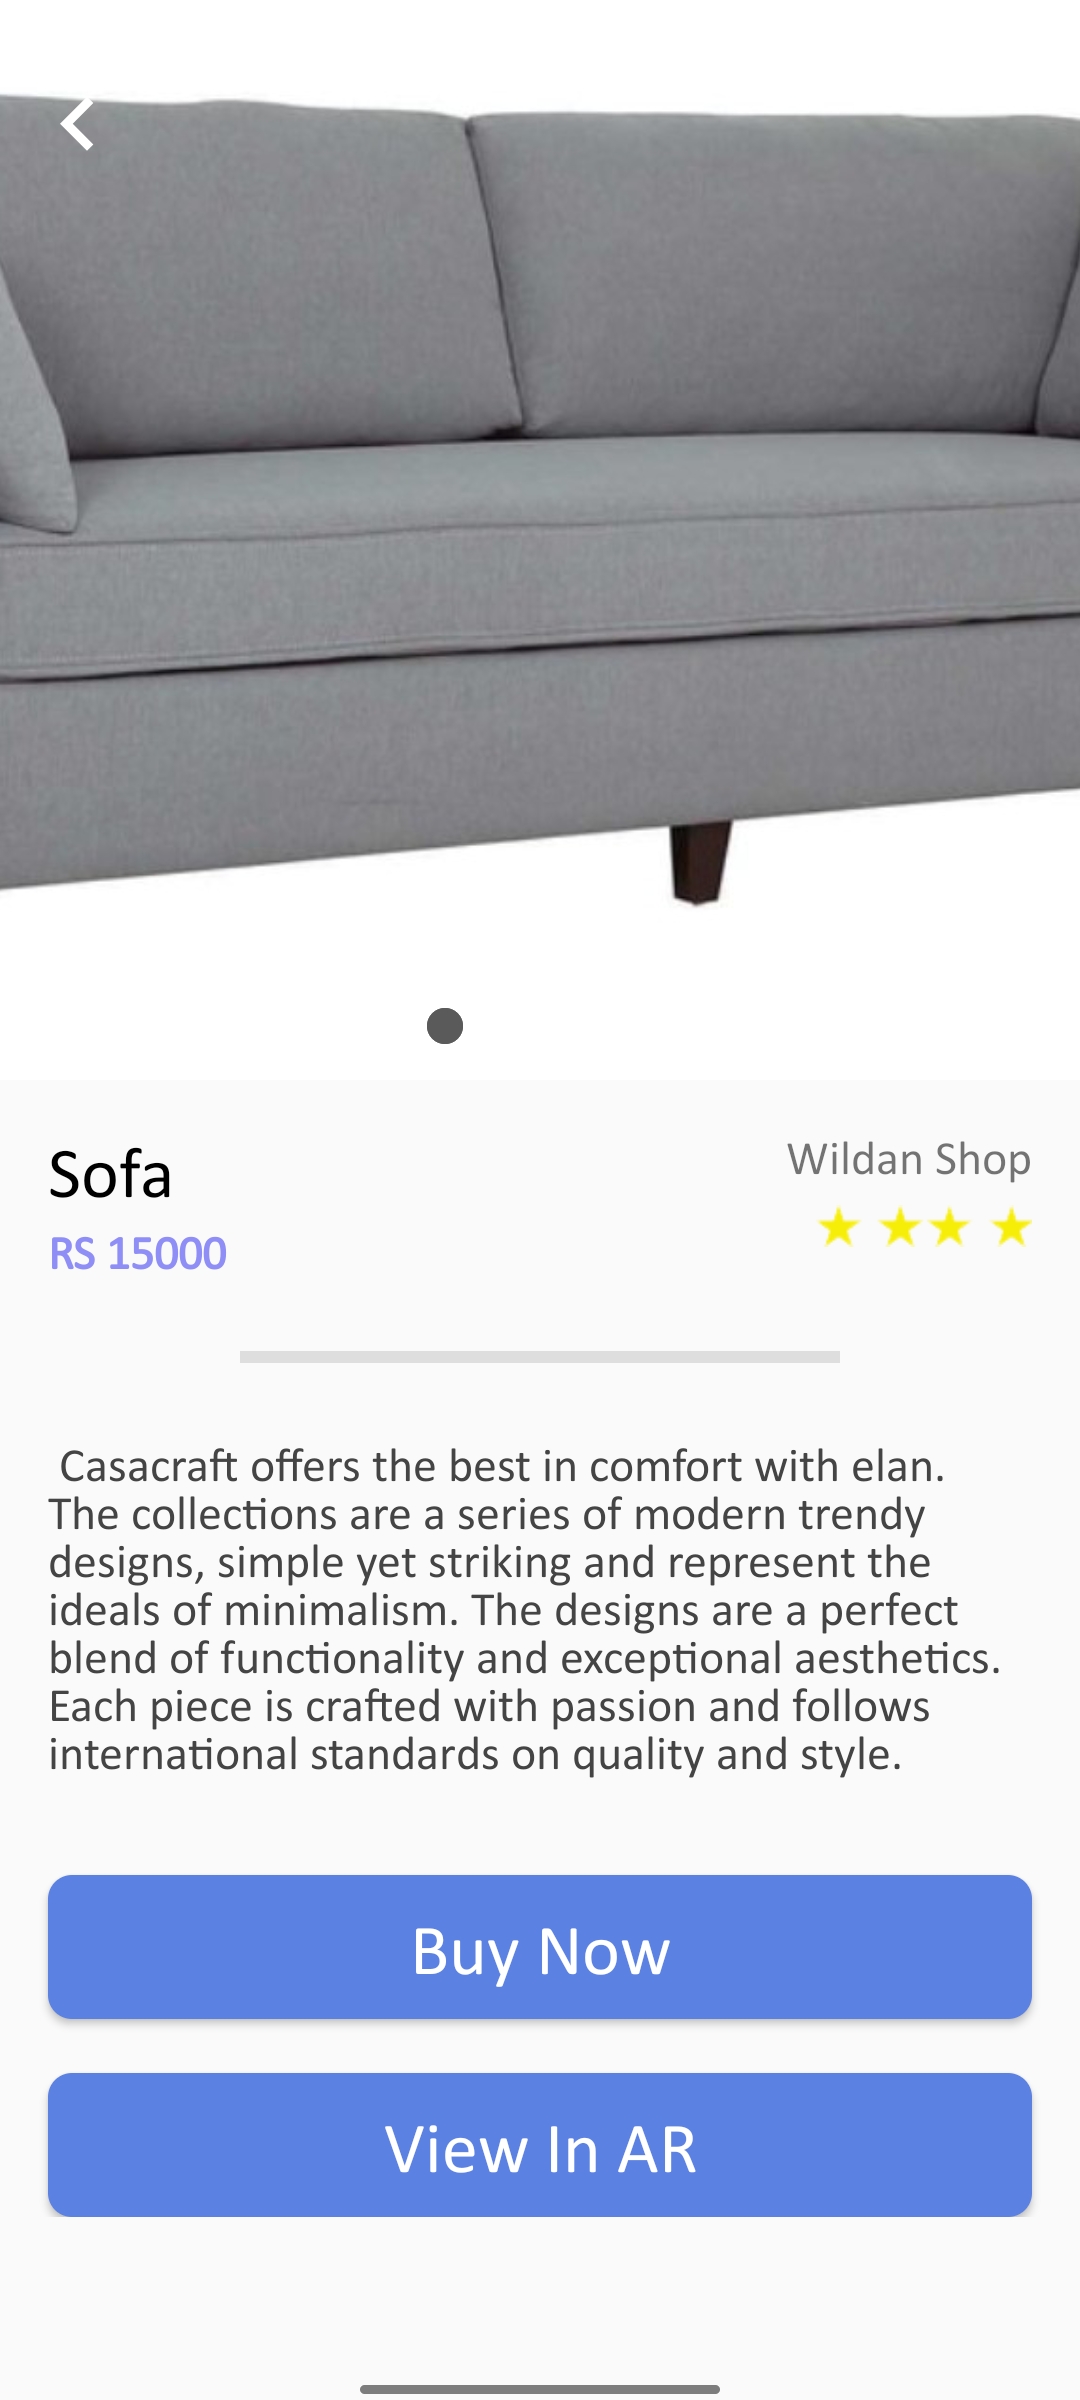 Sofa
Wildan Shop
RS 15000
Casacraft offers the best in comfort with elan.
The collections are a series of modern trendy
designs, simple yet striking and represent the
ideals of minimalism. The designs are a perfect
blend of functionality and exceptional aesthetics.
Each piece is crafted with passion and follows
international standards on quality and style.
Buy Now
View In AR